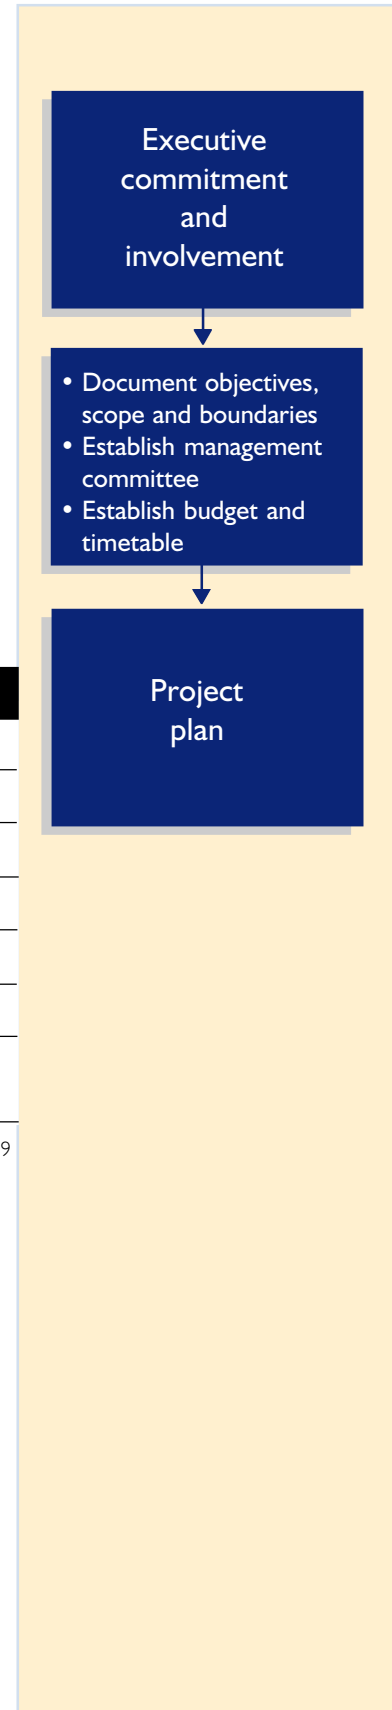 Executive
commitment
and
involvement
• Document objectives,
scope and boundaries
• Establish management
committee
• Establish budget and
timetable
Project
plan
9